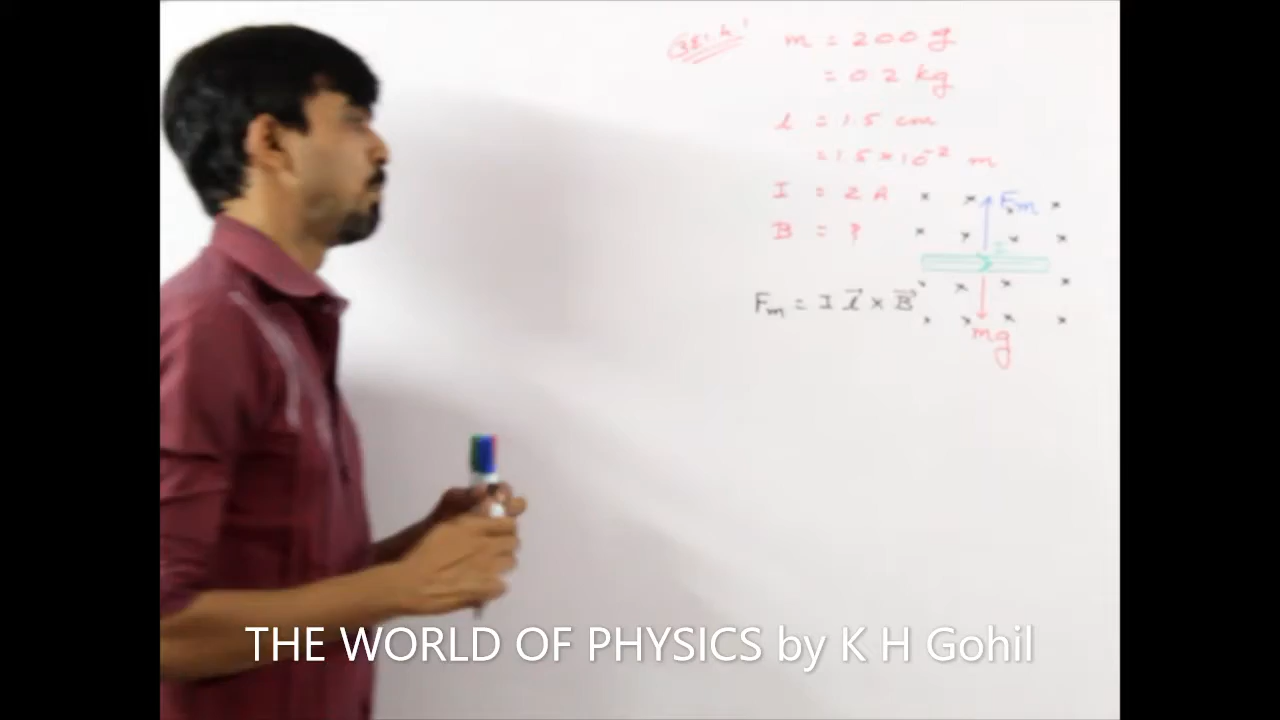 m = 200 g
= 0.2 kg
l = 1.5 cm
= 1.5 × 10⁻² m
I = 2 A
B = ?
Fm
Fm = I l⃗ × B⃗
mg
THE WORLD OF PHYSICS by K H Gohil